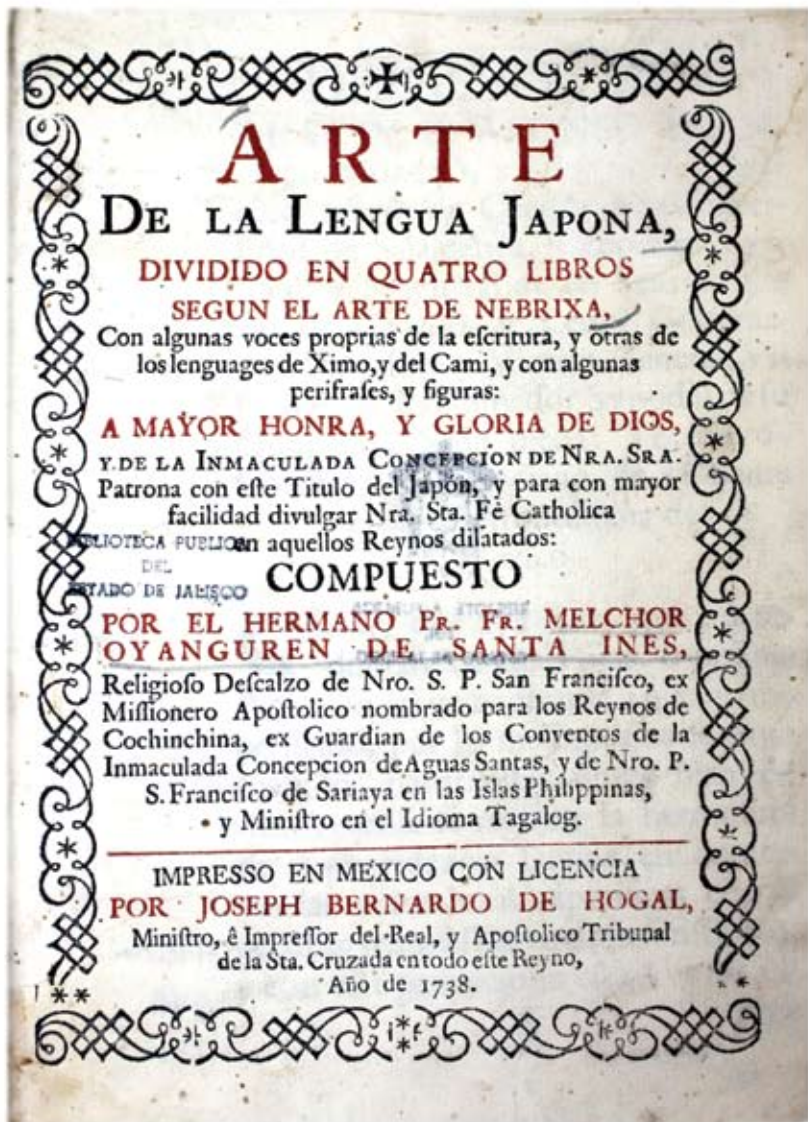 ARTE
DE LA LENGUA JAPONA,
DIVIDIDO EN QUATRO LIBROS
SEGUN EL ARTE DE NEBRIXA,
Con algunas voces proprias de la eſcritura, y otras de
los lenguages de Ximo, y del Cami, y con algunas
perifraſes, y figuras:
A MAYOR HONRA, Y GLORIA DE DIOS,
Y DE LA INMACULADA CONCEPCION DE NRA. SRA.
Patrona con eſte Titulo del Japón, y para con mayor
facilidad divulgar Nra. Sta. Fè Catholica
en aquellos Reynos dilatados:
BIBLIOTECA PUBLICA
DEL
ESTADO DE JALISCO
COMPUESTO
POR EL HERMANO PR. FR. MELCHOR
OYANGUREN DE SANTA INES,
Religioſo Deſcalzo de Nro. S. P. San Franciſco, ex
Miſſionero Apoſtolico nombrado para los Reynos de
Cochinchina, ex Guardian de los Conventos de la
Inmaculada Concepcion de Aguas Santas, y de Nro. P.
S. Franciſco de Sariaya en las Islas Philippinas,
y Miniſtro en el Idioma Tagalog.
IMPRESSO EN MEXICO CON LICENCIA
POR JOSEPH BERNARDO DE HOGAL,
Miniſtro, ê Impreſſor del Real, y Apoſtolico Tribunal
de la Sta. Cruzada en todo eſte Reyno,
Año de 1738.